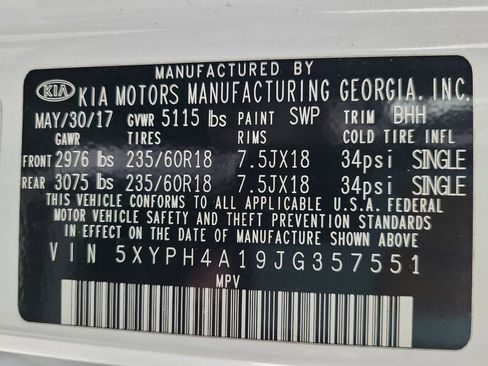 MANUFACTURED BY
KIA KIA MOTORS MANUFACTURING GEORGIA, INC.
MAY/30/17 GVWR 5115 lbs PAINT SWP TRIM BHH
GAWR TIRES RIMS COLD TIRE INFL
FRONT 2976 lbs 235/60R18 7.5JX18 34psi SINGLE
REAR 3075 lbs 235/60R18 7.5JX18 34psi SINGLE
THIS VEHICLE CONFORMS TO ALL APPLICABLE U.S.A. FEDERAL
MOTOR VEHICLE SAFETY AND THEFT PREVENTION STANDARDS
IN EFFECT ON THE DATE OF MANUFACTURE SHOWN ABOVE.
VIN 5XYPH4A19JG357551
MPV